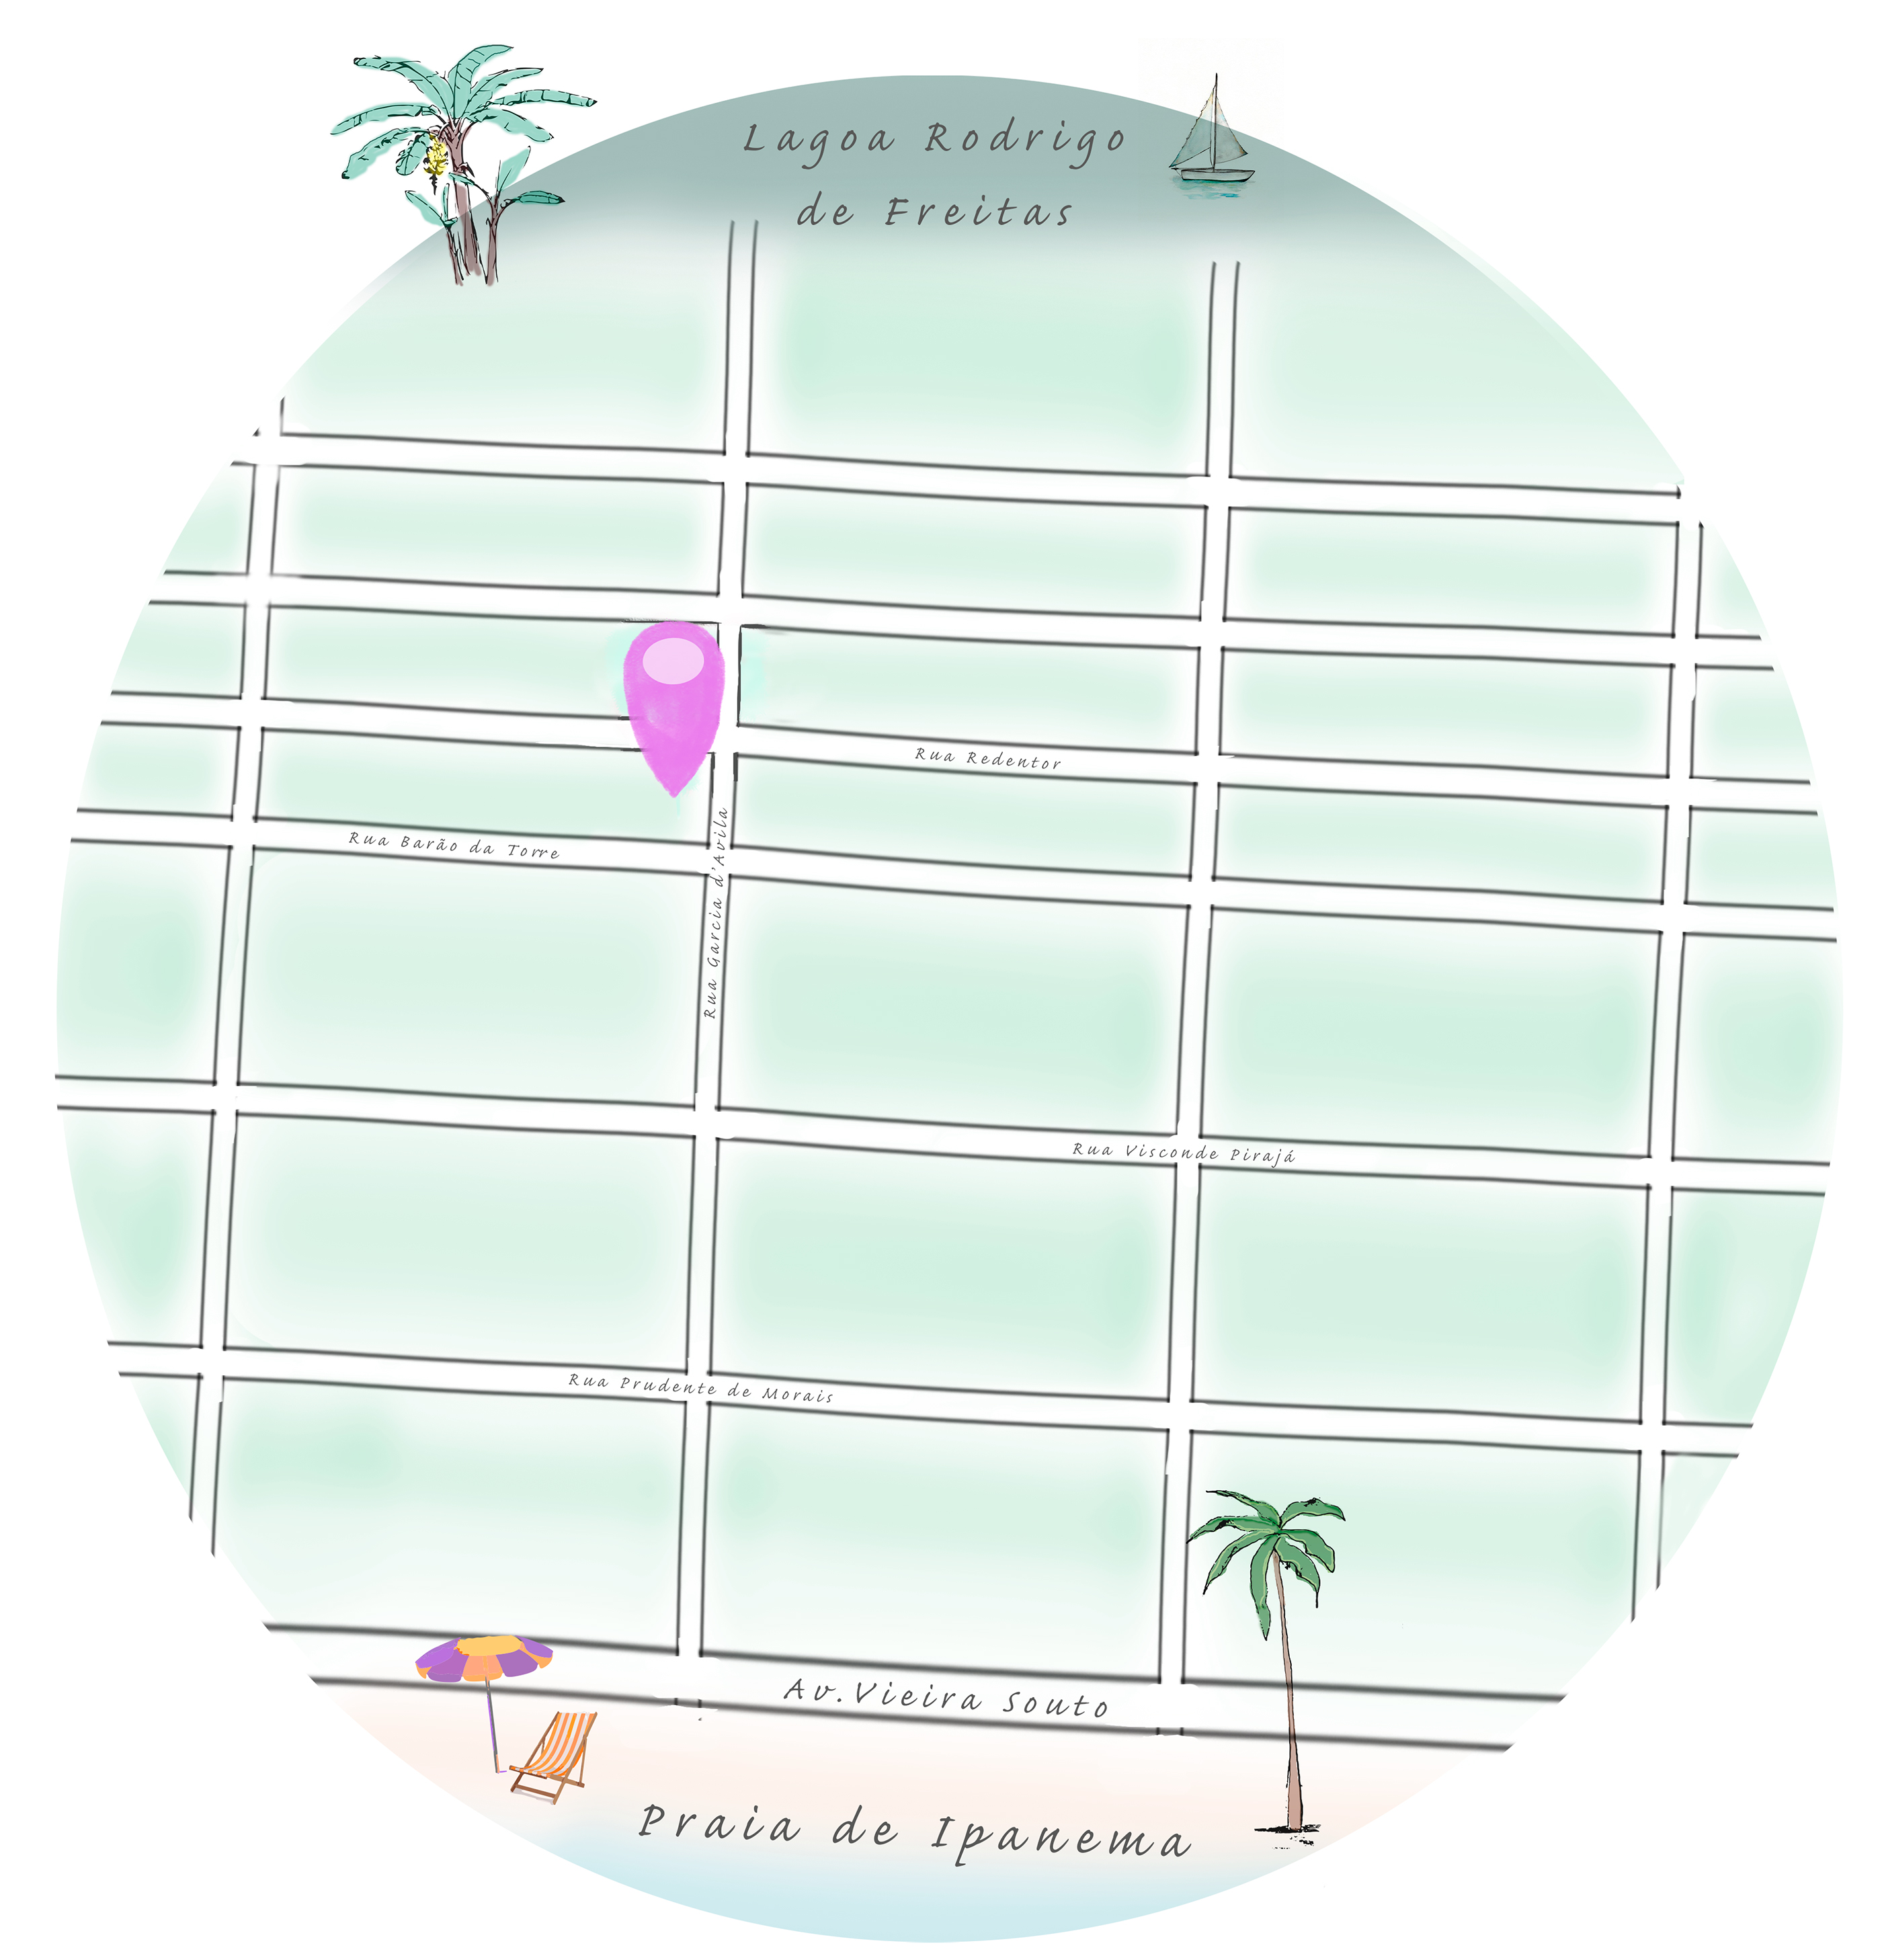 Lagoa Rodrigo
de Freitas
Rua Redentor
Rua Barão da Torre
Rua Garcia d'Avila
Rua Visconde Pirajá
Rua Prudente de Morais
Av.Vieira Souto
Praia de Ipanema